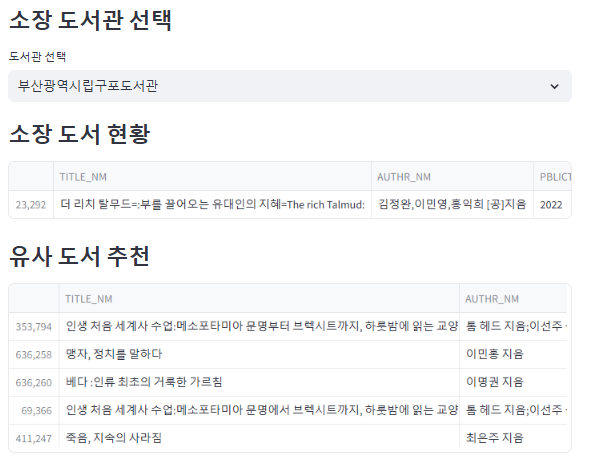 소장 도서관 선택
도서관 선택
부산광역시립구포도서관
소장 도서 현황
TITLE_NM AUTHR_NM PBLICT
23,292 더 리치 탈무드=:부를 끌어오는 유대인의 지혜=The rich Talmud: 김정완,이민영,홍익희 [공]지음 2022
유사 도서 추천
TITLE_NM AUTHR_NM
353,794 인생 처음 세계사 수업:메소포타미아 문명부터 브렉시트까지, 하룻밤에 읽는 교양 톰 헤드 지음;이선주
636,258 맹자, 정치를 말하다 이민홍 지음
636,260 베다 :인류 최초의 거룩한 가르침 이명권 지음
69,366 인생 처음 세계사 수업:메소포타미아 문명에서 브렉시트까지, 하룻밤에 읽는 교양 톰 헤드 지음;이선주
411,247 죽음, 지속의 사라짐 최은주 지음